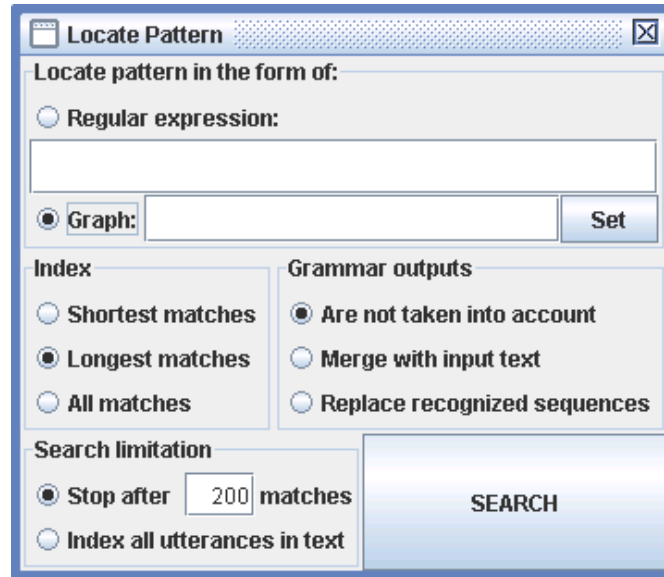 Locate Pattern
Locate pattern in the form of:
Regular expression:
Graph:
Set
Index
Shortest matches
Longest matches
All matches
Grammar outputs
Are not taken into account
Merge with input text
Replace recognized sequences
Search limitation
Stop after 200 matches
Index all utterances in text
SEARCH